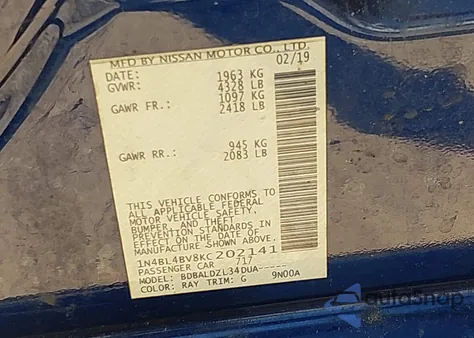 MFD BY NISSAN MOTOR CO., LTD.
02/19
DATE: 1963 KG
GVWR: 4328 LB
1097 KG
GAWR FR.: 2418 LB
945 KG
GAWR RR.: 2083 LB
THIS VEHICLE CONFORMS TO
ALL APPLICABLE FEDERAL
MOTOR VEHICLE SAFETY,
BUMPER, AND THEFT
PREVENTION STANDARDS IN
EFFECT ON THE DATE OF
MANUFACTURE SHOWN ABOVE.
1N4BL4BV8KC202141
PASSENGER CAR /717
MODEL: BDBALDZL34DUA-----
COLOR: RAY TRIM: G 9N00A
autosnap